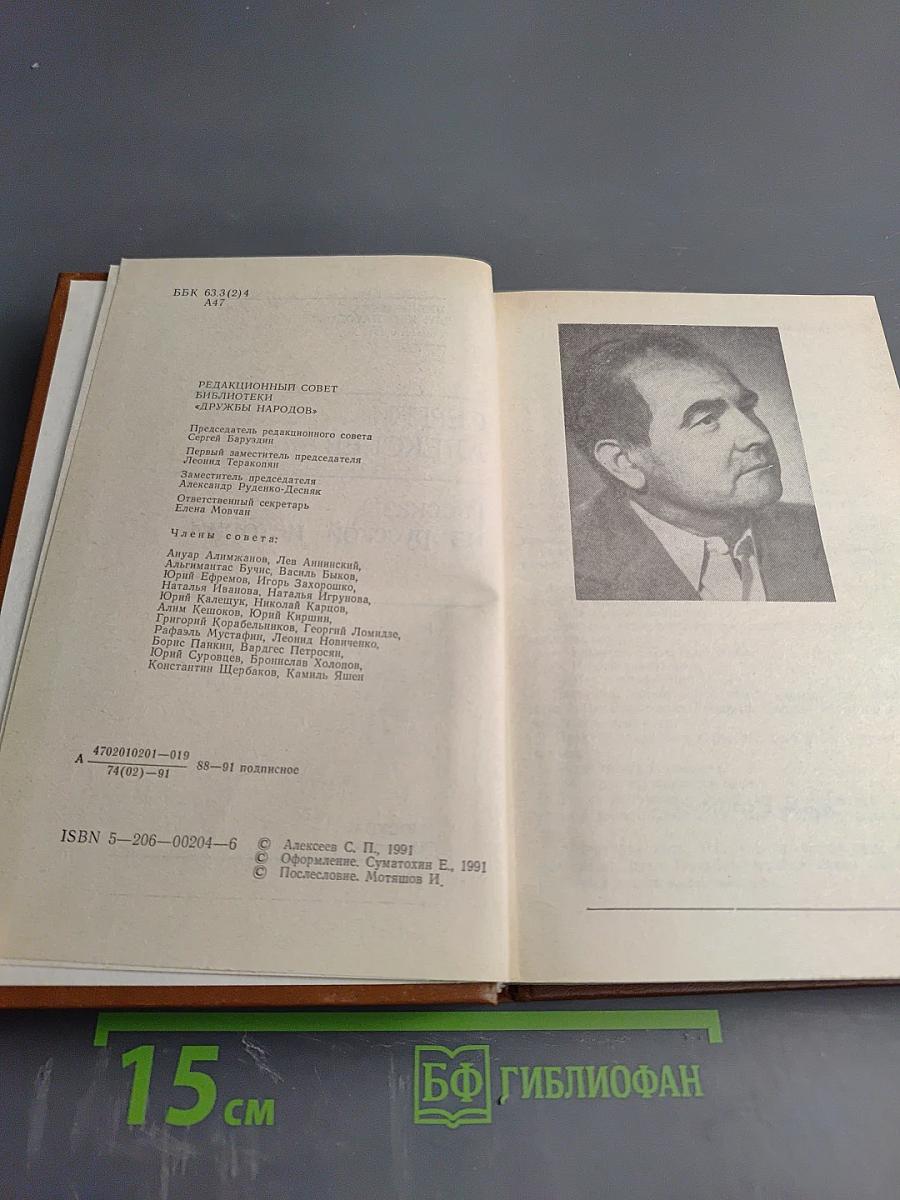 ББК 63.3(2)4
А47
РЕДАКЦИОННЫЙ СОВЕТ
БИБЛИОТЕКИ
«ДРУЖБЫ НАРОДОВ»
Председатель редакционного совета
Сергей Баруздин
Первый заместитель председателя
Леонид Теракопян
Заместитель председателя
Александр Руденко-Десняк
Ответственный секретарь
Елена Мовчан
Члены совета:
Ануар Алимжанов, Лев Аннинский,
Альгимантас Бучис, Василь Быков,
Юрий Ефремов, Игорь Захорошко,
Наталья Иванова, Наталья Игрунова,
Юрий Калещук, Николай Карцов,
Алим Кешоков, Юрий Киршин,
Григорий Корабельников, Георгий Ломидзе,
Рафаэль Мустафин, Леонид Новиченко,
Борис Панкин, Вардгес Петросян,
Юрий Суровцев, Бронислав Холопов,
Константин Щербаков, Камиль Яшен
А 4702010201—019
74(02)—91 88—91 подписное
ISBN 5—206—00204—6 © Алексеев С. П., 1991
© Оформление. Суматохин Е., 1991
© Послесловие. Мотяшов И.
15 см
БФ ГИБЛИОФАН